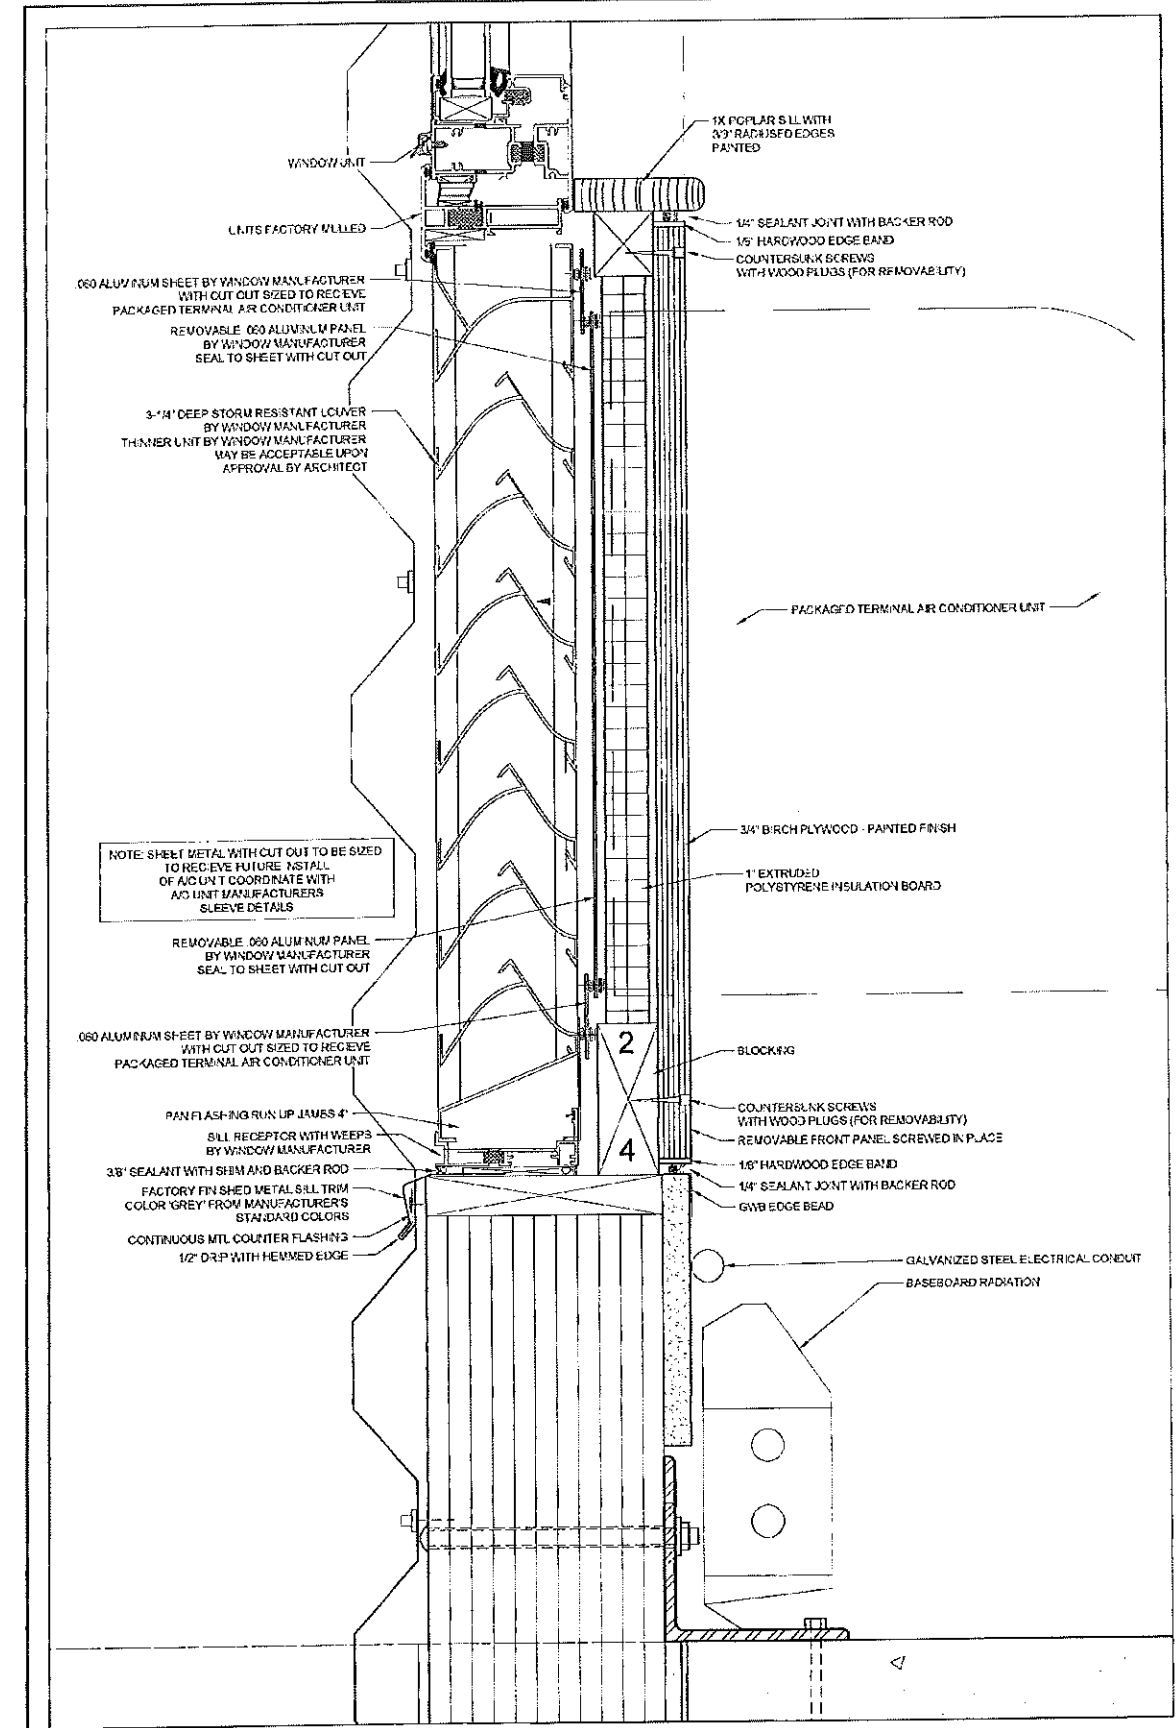 1X POPLAR SILL WITH
3/8" RADIUSED EDGES
PAINTED
WINDOW UNIT
UNITS FACTORY MULLED
1/4" SEALANT JOINT WITH BACKER ROD
1/8" HARDWOOD EDGE BAND
COUNTERSUNK SCREWS
WITH WOOD PLUGS (FOR REMOVABILITY)
.060 ALUMINUM SHEET BY WINDOW MANUFACTURER
WITH CUT OUT SIZED TO RECIEVE
PACKAGED TERMINAL AIR CONDITIONER UNIT
REMOVABLE .060 ALUMINUM PANEL
BY WINDOW MANUFACTURER
SEAL TO SHEET WITH CUT OUT
3-1/4" DEEP STORM RESISTANT LOUVER
BY WINDOW MANUFACTURER
THINNER UNIT BY WINDOW MANUFACTURER
MAY BE ACCEPTABLE UPON
APPROVAL BY ARCHITECT
PACKAGED TERMINAL AIR CONDITIONER UNIT
3/4" BIRCH PLYWOOD - PAINTED FINISH
1" EXTRUDED
POLYSTYRENE INSULATION BOARD
NOTE: SHEET METAL WITH CUT OUT TO BE SIZED
TO RECIEVE FUTURE INSTALL
OF A/C UNIT COORDINATE WITH
A/C UNIT MANUFACTURERS
SLEEVE DETAILS
REMOVABLE .060 ALUMINUM PANEL
BY WINDOW MANUFACTURER
SEAL TO SHEET WITH CUT OUT
.060 ALUMINUM SHEET BY WINDOW MANUFACTURER
WITH CUT OUT SIZED TO RECIEVE
PACKAGED TERMINAL AIR CONDITIONER UNIT
2
4
BLOCKING
PAN FLASHING RUN UP JAMBS 4"
SILL RECEPTOR WITH WEEPS
BY WINDOW MANUFACTURER
3/8" SEALANT WITH SHIM AND BACKER ROD
FACTORY FINISHED METAL SILL TRIM
COLOR 'GREY' FROM MANUFACTURER'S
STANDARD COLORS
CONTINUOUS MTL COUNTER FLASHING
1/2" DRIP WITH HEMMED EDGE
COUNTERSUNK SCREWS
WITH WOOD PLUGS (FOR REMOVABILITY)
REMOVABLE FRONT PANEL SCREWED IN PLACE
1/8" HARDWOOD EDGE BAND
1/4" SEALANT JOINT WITH BACKER ROD
GWB EDGE BEAD
GALVANIZED STEEL ELECTRICAL CONDUIT
BASEBOARD RADIATION